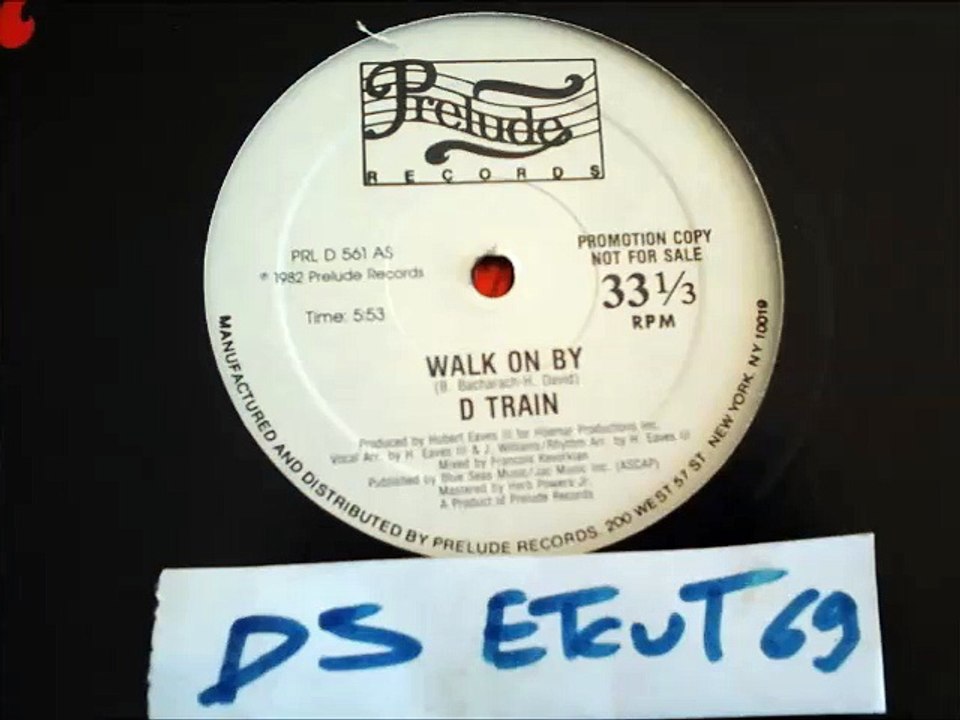 Prelude
RECORDS
PRL D 561 AS
℗ 1982 Prelude Records
Time: 5:53
PROMOTION COPY
NOT FOR SALE
33 1/3
RPM
WALK ON BY
(B. Bacharach-H. David)
D TRAIN
Produced by Hubert Eaves III for Huemar Productions Inc.
Vocal Arr. by H. Eaves III & J. Williams/Rhythm Arr. by H. Eaves III
Mixed by Francois Kevorkian
Published by Blue Seas Music/Jac Music Inc. (ASCAP)
Mastered by Herb Powers Jr.
A Product of Prelude Records
MANUFACTURED AND DISTRIBUTED BY PRELUDE RECORDS. 200 WEST 57 ST. NEW YORK. NY 10019
DS EtcuT 69